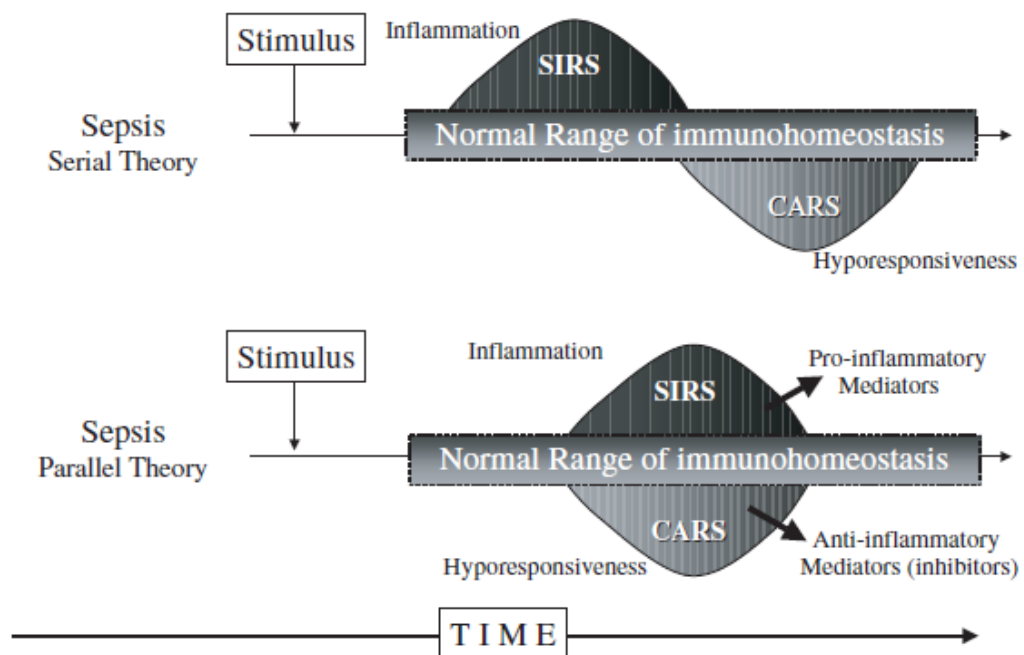 Stimulus
Inflammation
SIRS
Sepsis
Serial Theory
Normal Range of immunohomeostasis
CARS
Hyporesponsiveness
Stimulus
Inflammation
SIRS
Pro-inflammatory
Mediators
Sepsis
Parallel Theory
Normal Range of immunohomeostasis
CARS
Hyporesponsiveness
Anti-inflammatory
Mediators (inhibitors)
T I M E